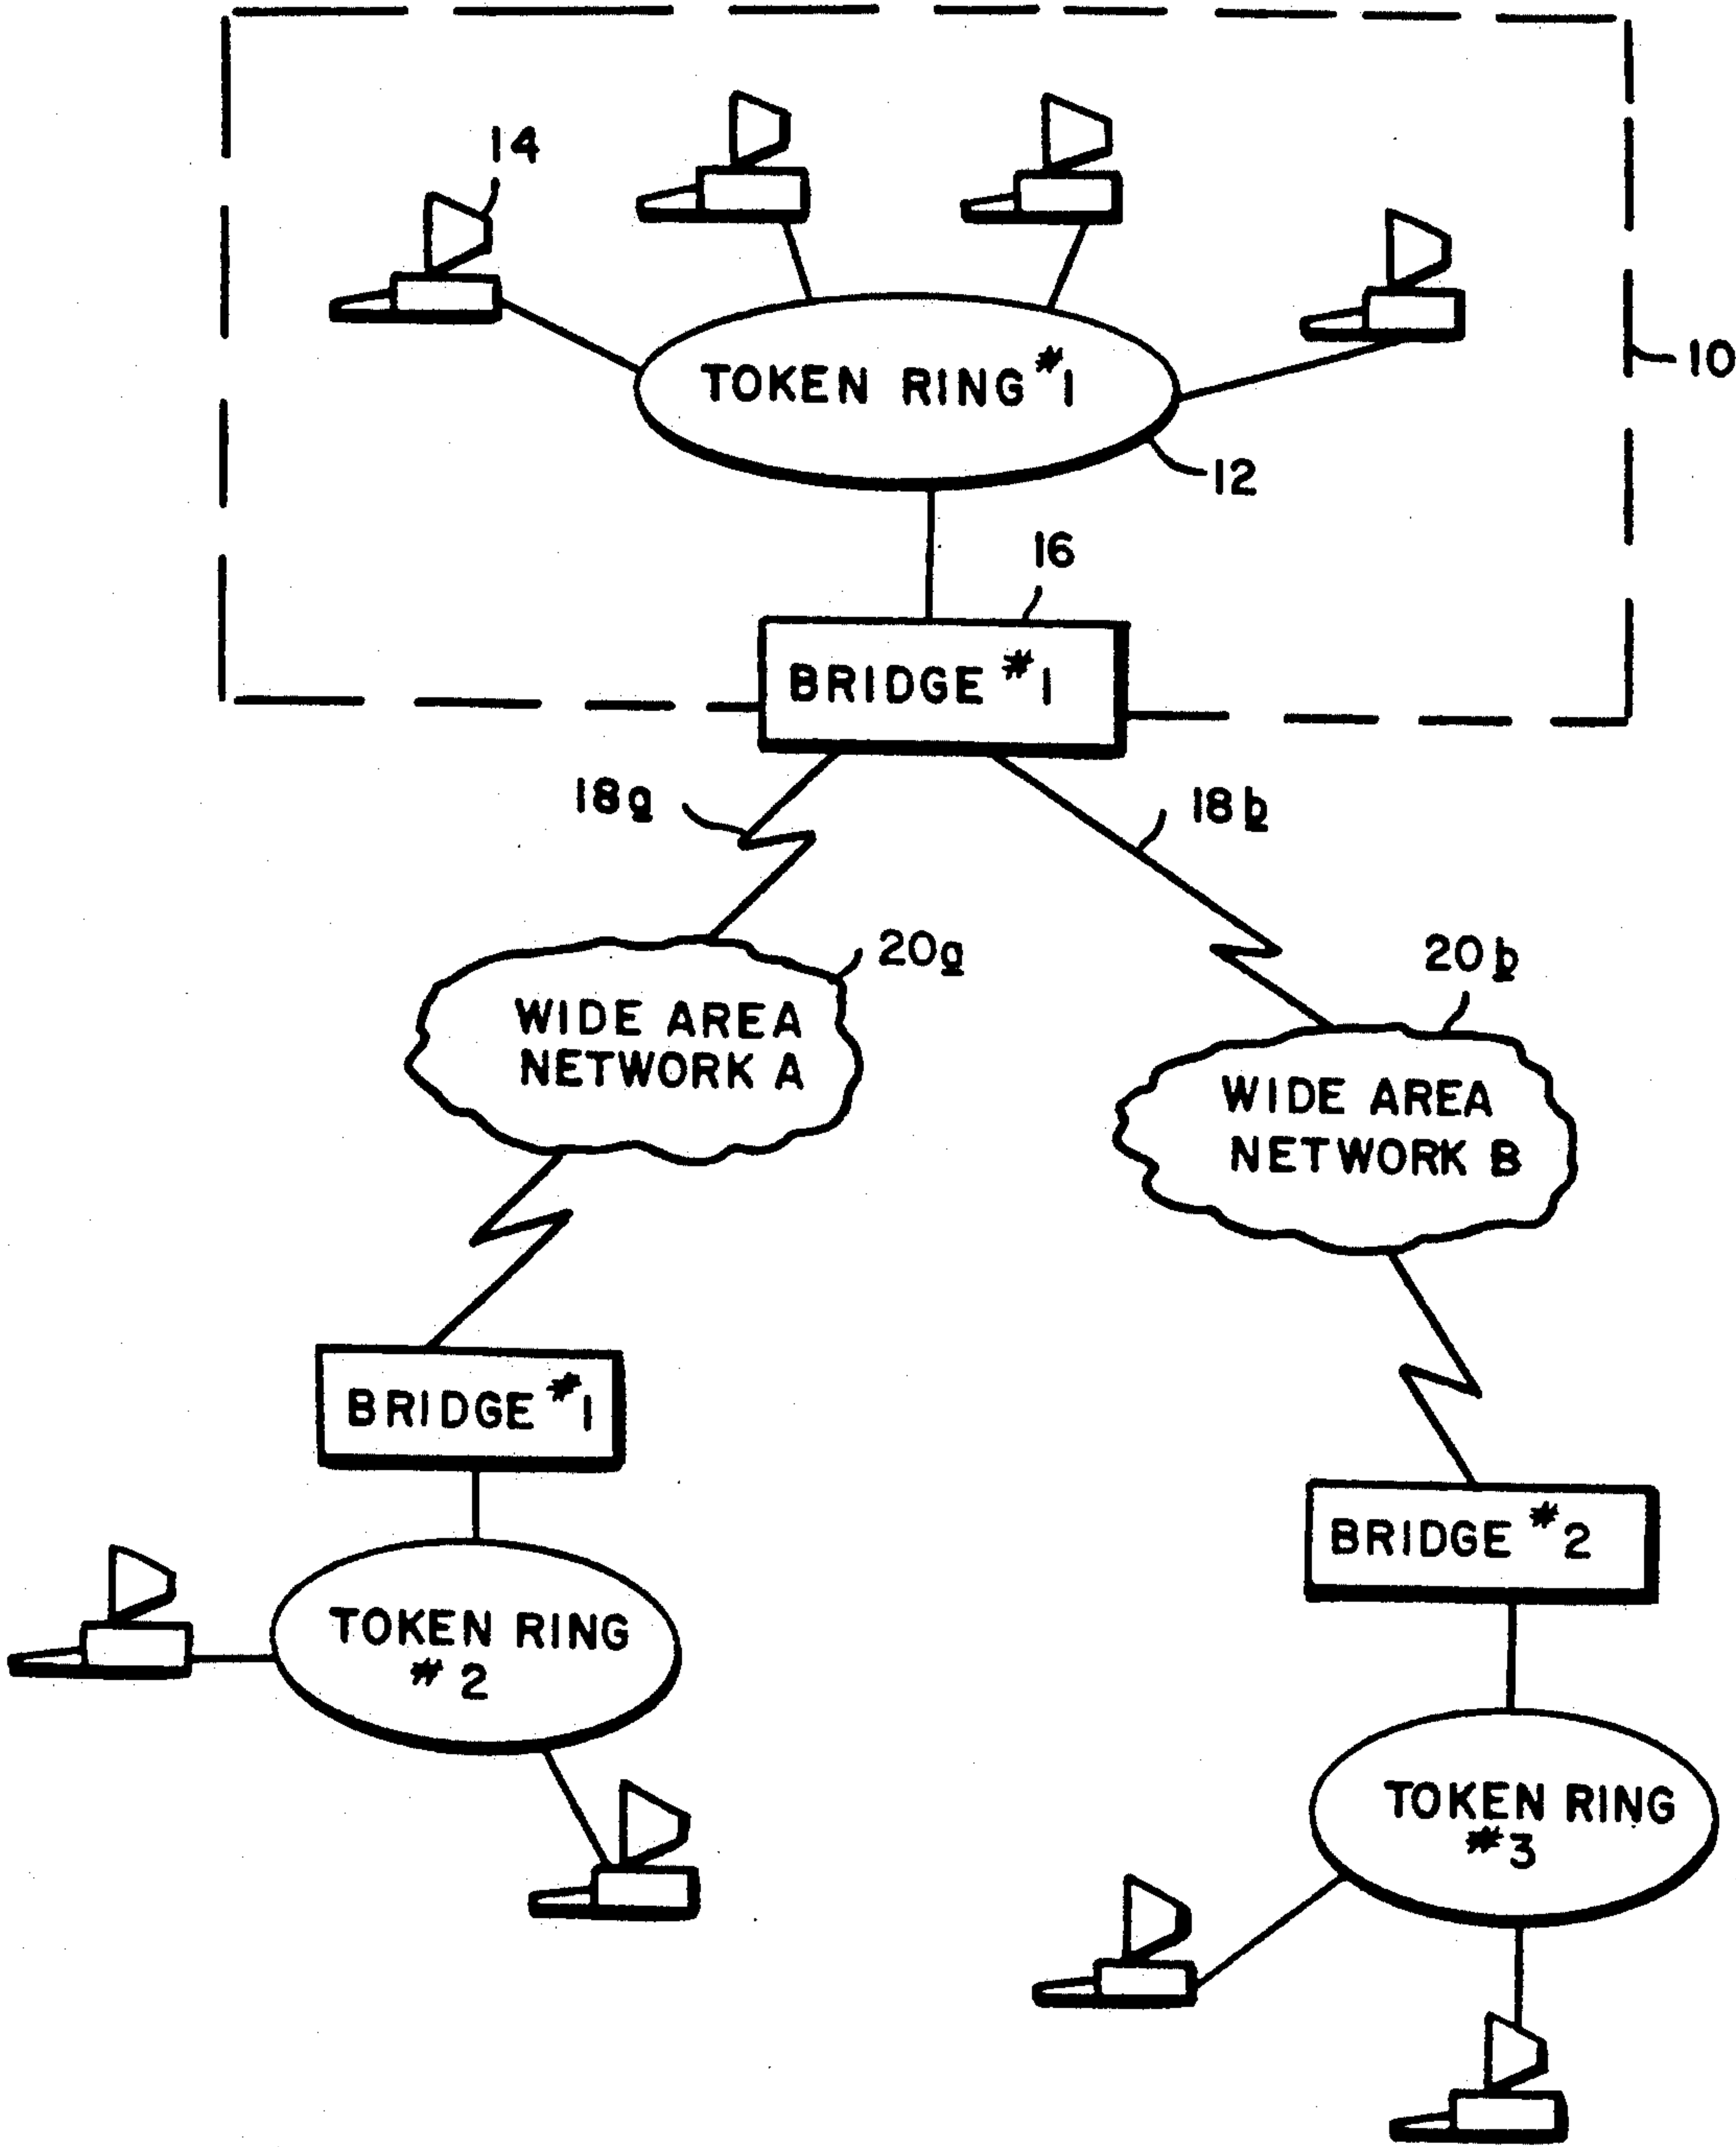 14
10
TOKEN RING #1
12
16
BRIDGE #1
18a
18b
20a
20b
WIDE AREA
NETWORK A
WIDE AREA
NETWORK B
BRIDGE #1
BRIDGE #2
TOKEN RING
#2
TOKEN RING
#3